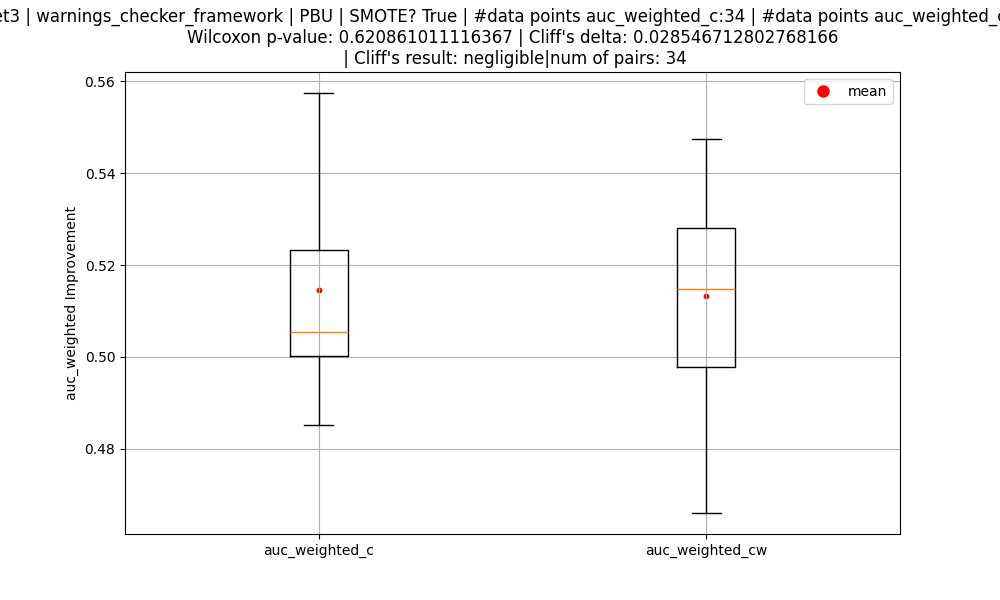 | warnings_checker_framework | PBU | SMOTE? True | #data points auc_weighted_c:34 | #data points
Wilcoxon p-value: 0.620861011116367 | Cliff's delta: 0.028546712802768166
| Cliff's result: negligible|num of pairs: 34
mean
0.56
0.54
0.52
0.50
0.48
auc_weighted Improvement
auc_weighted_c
auc_weighted_cw